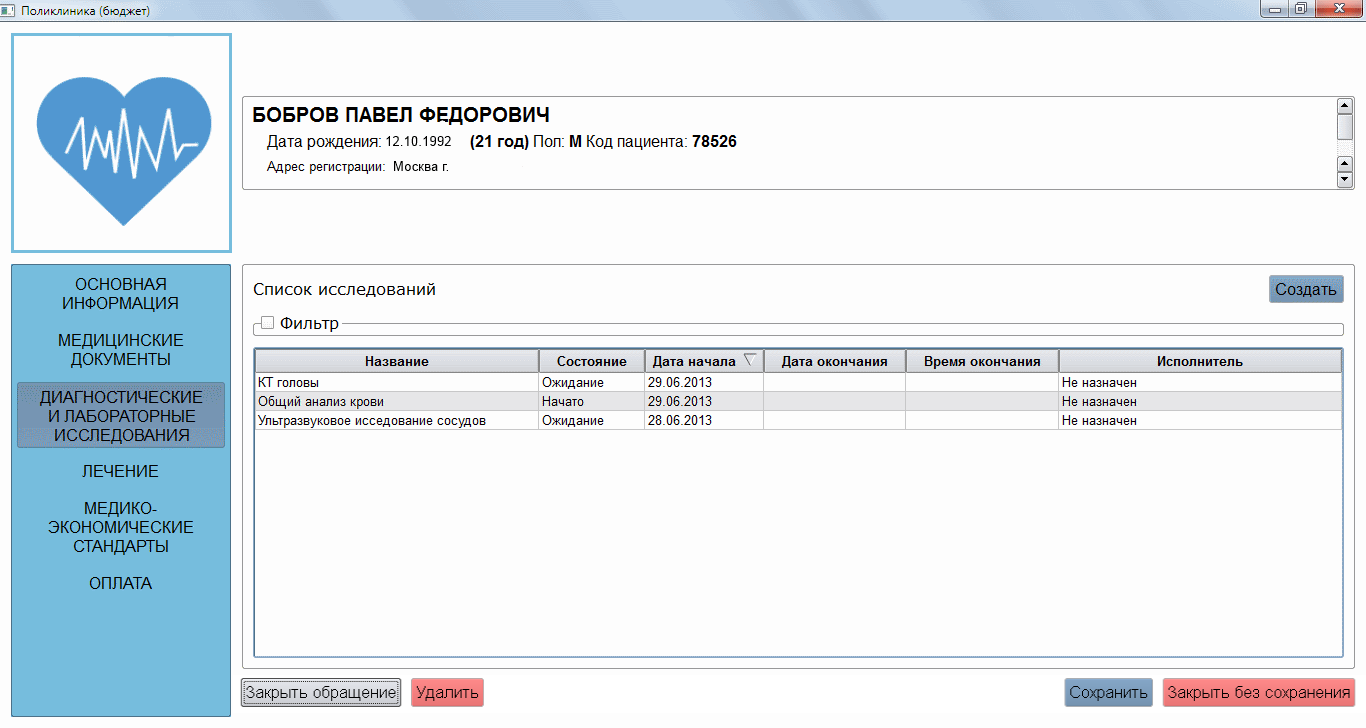 Поликлиника (бюджет)
БОБРОВ ПАВЕЛ ФЕДОРОВИЧ
Дата рождения: 12.10.1992 (21 год) Пол: М Код пациента: 78526
Адрес регистрации: Москва г.
ОСНОВНАЯ
ИНФОРМАЦИЯ
МЕДИЦИНСКИЕ
ДОКУМЕНТЫ
ДИАГНОСТИЧЕСКИЕ
И ЛАБОРАТОРНЫЕ
ИССЛЕДОВАНИЯ
ЛЕЧЕНИЕ
МЕДИКО-
ЭКОНОМИЧЕСКИЕ
СТАНДАРТЫ
ОПЛАТА
Список исследований Создать
Фильтр
Название Состояние Дата начала Дата окончания Время окончания Исполнитель
КТ головы Ожидание 29.06.2013 Не назначен
Общий анализ крови Начато 29.06.2013 Не назначен
Ультразвуковое исседование сосудов Ожидание 28.06.2013 Не назначен
Закрыть обращение Удалить Сохранить Закрыть без сохранения